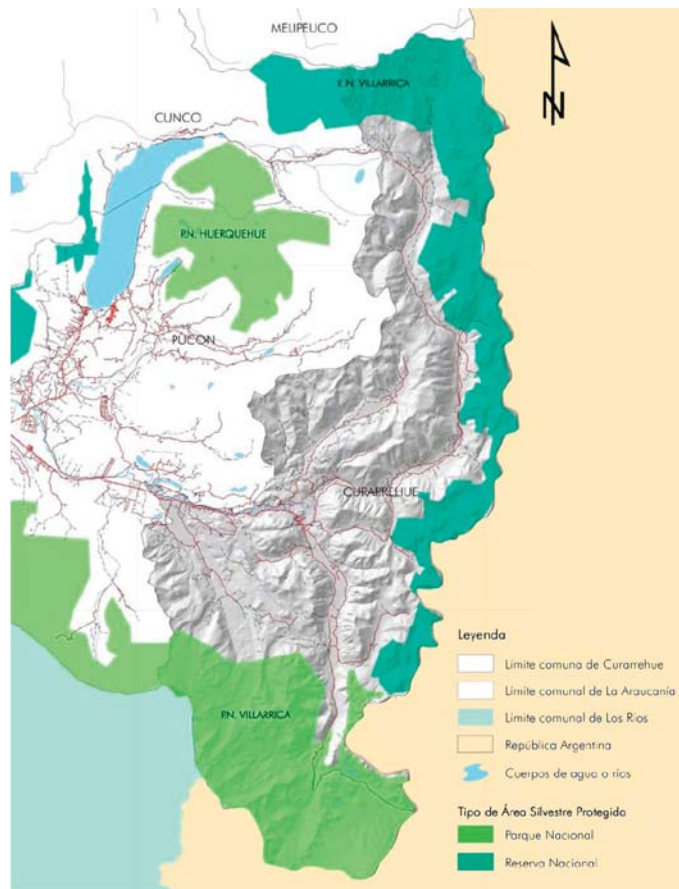 MELIPEUCO
R.N. VILLARRICA
CUNCO
N
P.N. HUERQUEHUE
PUCON
CURARREHUE
P.N. VILLARRICA
Leyenda
Limite comuna de Curarrehue
Limite comunal de La Araucanía
Limite comunal de Los Ríos
República Argentina
Cuerpos de agua o ríos
Tipo de Área Silvestre Protegida
Parque Nacional
Reserva Nacional